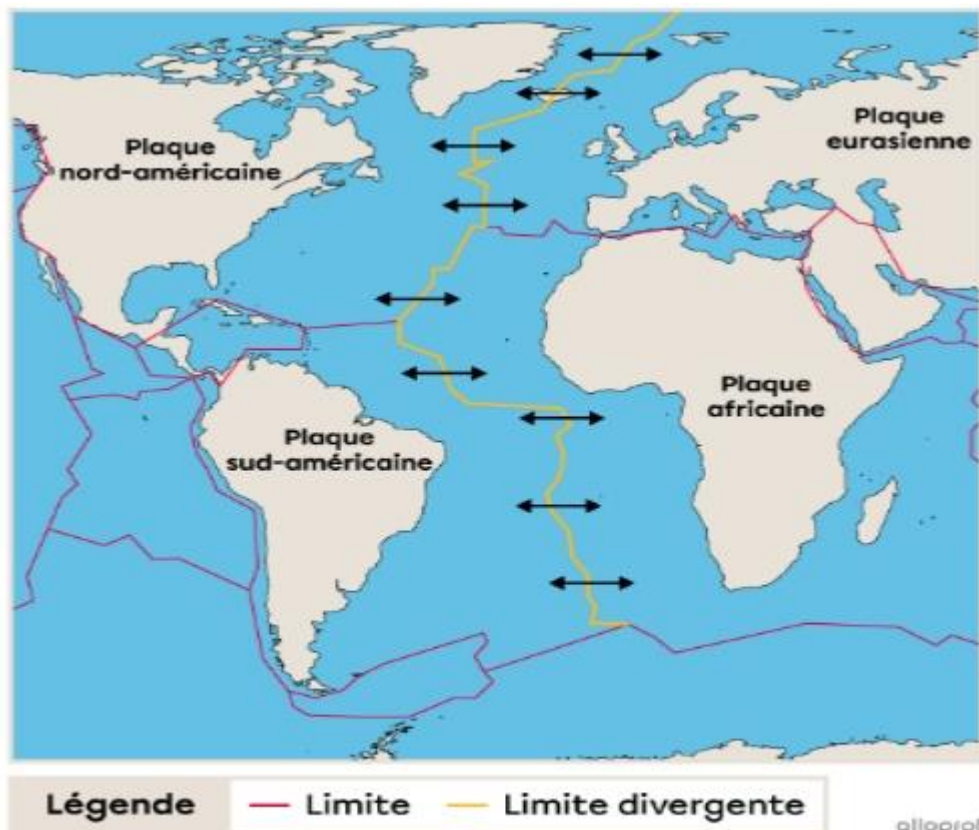 Plaque
nord-américaine
Plaque
eurasienne
Plaque
africaine
Plaque
sud-américaine
Légende
Limite
Limite divergente